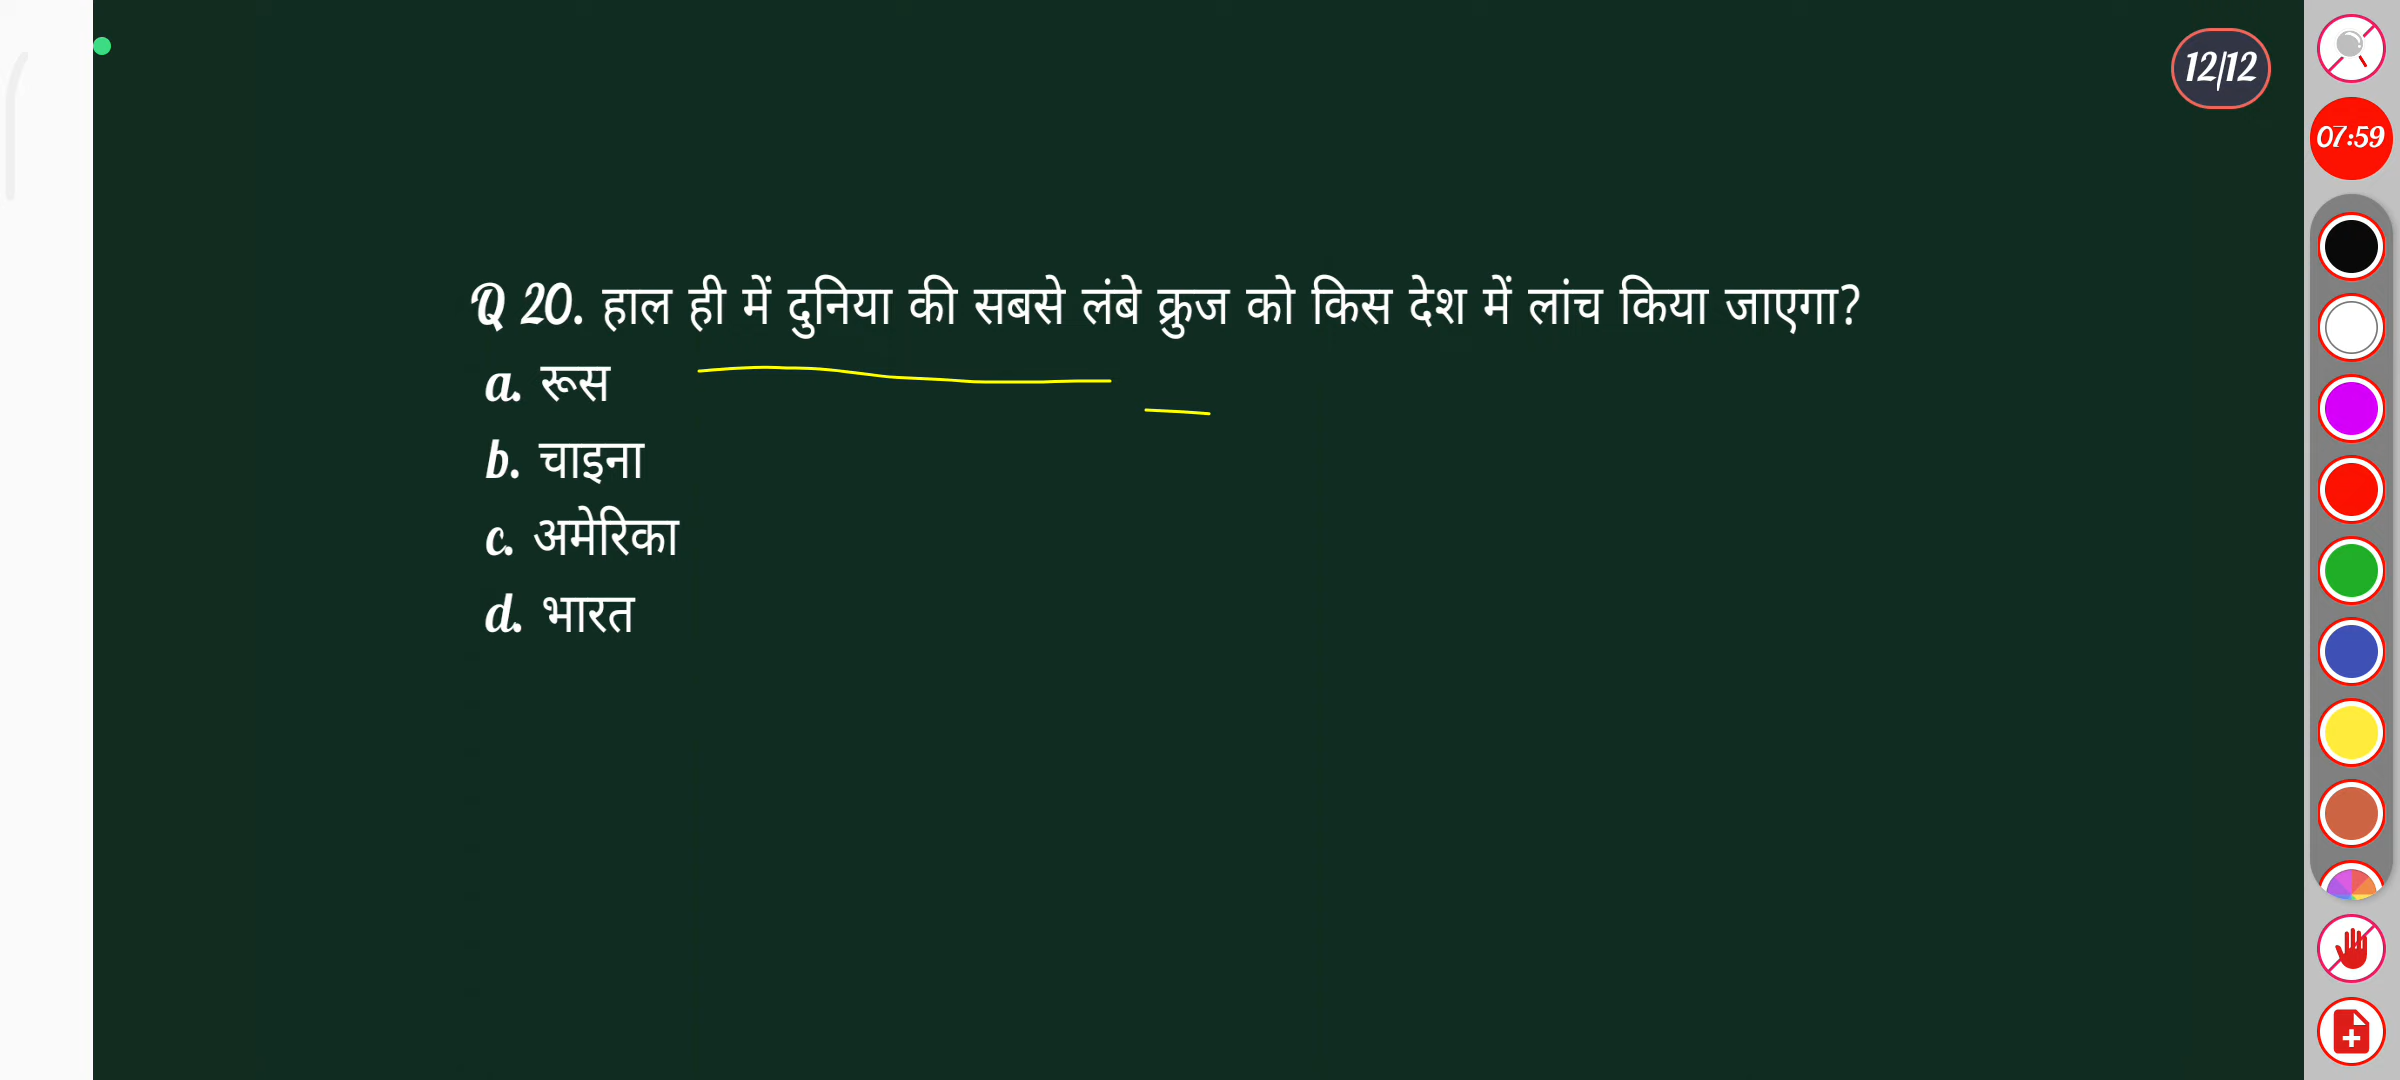 12/12
07:59
Q 20. हाल ही में दुनिया की सबसे लंबे क्रुज को किस देश में लांच किया जाएगा?
a. रूस
b. चाइना
c. अमेरिका
d. भारत